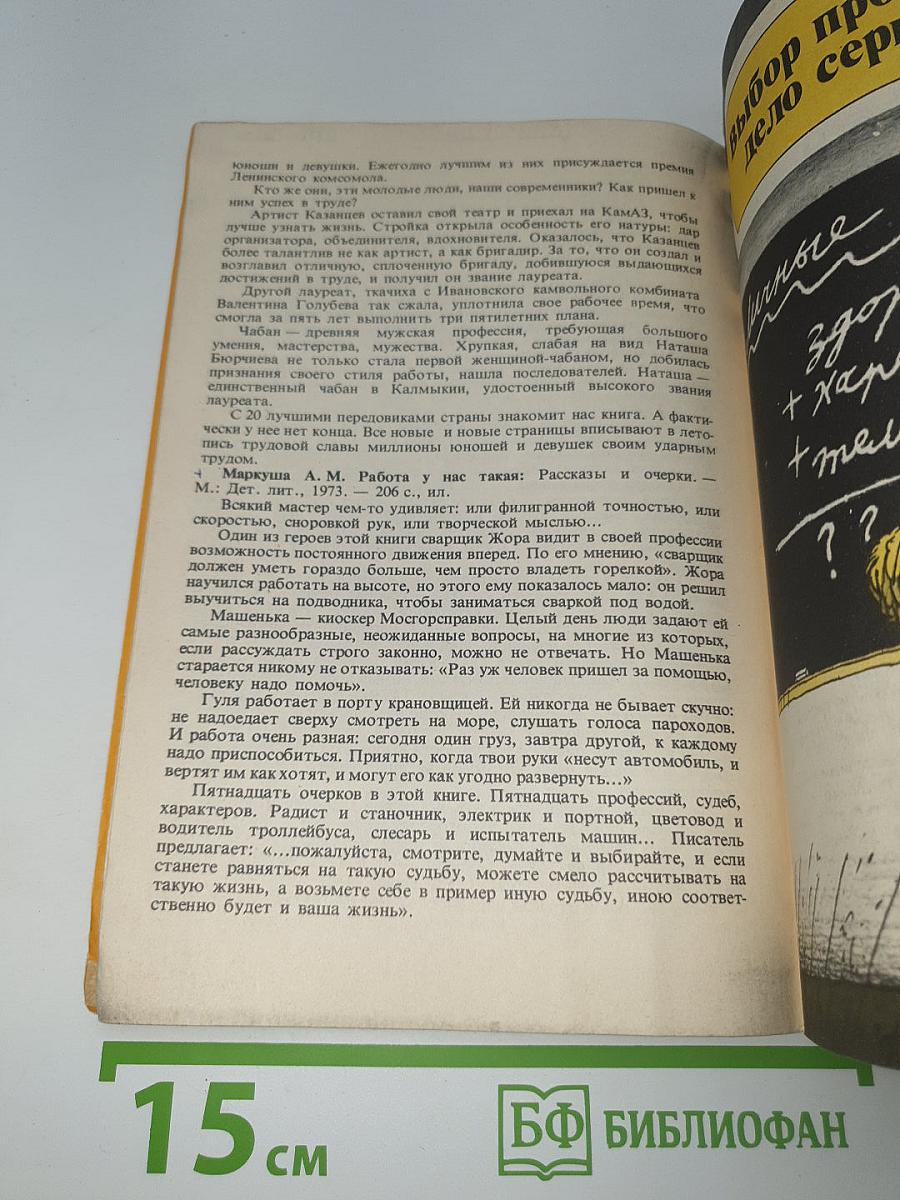 юноши и девушки. Ежегодно лучшим из них присуждается премия
Ленинского комсомола.
Кто же они, эти молодые люди, наши современники? Как пришел к
ним успех в труде?
Артист Казанцев оставил свой театр и приехал на КамАЗ, чтобы
лучше узнать жизнь. Стройка открыла особенность его натуры: дар
организатора, объединителя, вдохновителя. Оказалось, что Казанцев
более талантлив не как артист, а как бригадир. За то, что он создал и
возглавил отличную, сплоченную бригаду, добившуюся выдающихся
достижений в труде, и получил он звание лауреата.
Другой лауреат, ткачиха с Ивановского камвольного комбината
Валентина Голубева так сжала, уплотнила свое рабочее время, что
смогла за пять лет выполнить три пятилетних плана.
Чабан — древняя мужская профессия, требующая большого
умения, мастерства, мужества. Хрупкая, слабая на вид Наташа
Бюрчиева не только стала первой женщиной-чабаном, но добилась
признания своего стиля работы, нашла последователей. Наташа —
единственный чабан в Калмыкии, удостоенный высокого звания
лауреата.
С 20 лучшими передовиками страны знакомит нас книга. А факти-
чески у нее нет конца. Все новые и новые страницы вписывают в лето-
пись трудовой славы миллионы юношей и девушек своим ударным
трудом.
Маркуша А. М. Работа у нас такая: Рассказы и очерки. —
М.: Дет. лит., 1973. — 206 с., ил.
Всякий мастер чем-то удивляет: или филигранной точностью, или
скоростью, сноровкой рук, или творческой мыслью...
Один из героев этой книги сварщик Жора видит в своей профессии
возможность постоянного движения вперед. По его мнению, «сварщик
должен уметь гораздо больше, чем просто владеть горелкой». Жора
научился работать на высоте, но этого ему показалось мало: он решил
выучиться на подводника, чтобы заниматься сваркой под водой.
Машенька — киоскер Мосгорсправки. Целый день люди задают ей
самые разнообразные, неожиданные вопросы, на многие из которых,
если рассуждать строго законно, можно не отвечать. Но Машенька
старается никому не отказывать: «Раз уж человек пришел за помощью,
человеку надо помочь».
Гуля работает в порту крановщицей. Ей никогда не бывает скучно:
не надоедает сверху смотреть на море, слушать голоса пароходов.
И работа очень разная: сегодня один груз, завтра другой, к каждому
надо приспособиться. Приятно, когда твои руки «несут автомобиль, и
вертят им как хотят, и могут его как угодно развернуть...»
Пятнадцать очерков в этой книге. Пятнадцать профессий, судеб,
характеров. Радист и станочник, электрик и портной, цветовод и
водитель троллейбуса, слесарь и испытатель машин... Писатель
предлагает: «...пожалуйста, смотрите, думайте и выбирайте, и если
станете равняться на такую судьбу, можете смело рассчитывать на
такую жизнь, а возьмете себе в пример иную судьбу, иною соответ-
ственно будет и ваша жизнь».
выбор
дело
+
+
? ?
15 см
БФ БИБЛИОФАН